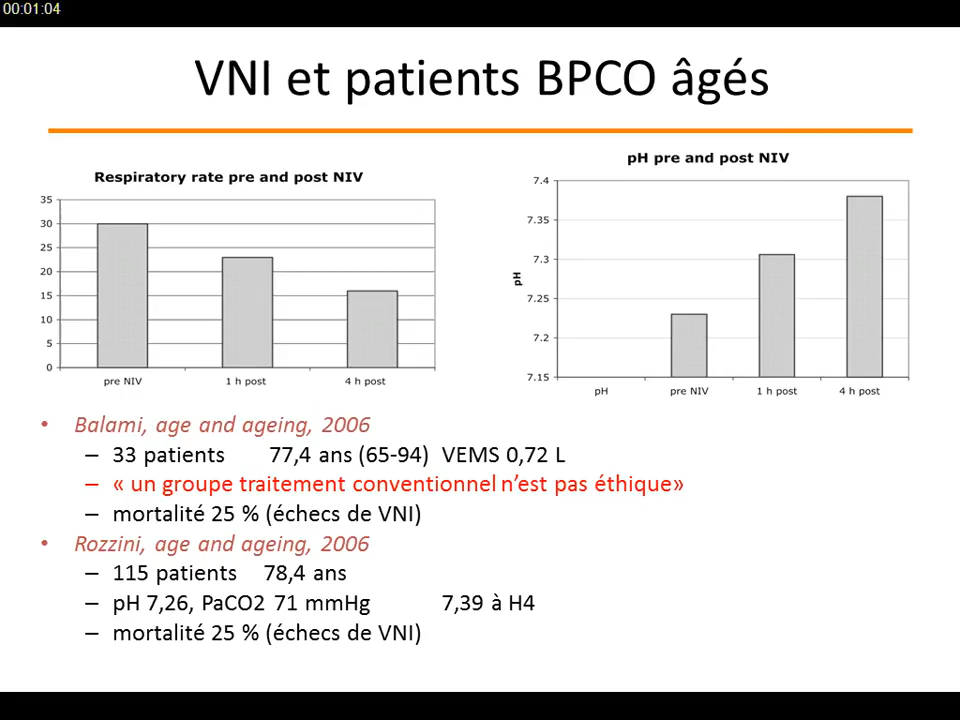 00:01:04
VNI et patients BPCO âgés
Respiratory rate pre and post NIV
35
30
25
20
15
10
5
0
pre NIV 1 h post 4 h post
pH pre and post NIV
7.4
7.35
7.3
7.25
7.2
7.15
pH
pH pre NIV 1 h post 4 h post
• Balami, age and ageing, 2006
– 33 patients 77,4 ans (65-94) VEMS 0,72 L
– « un groupe traitement conventionnel n’est pas éthique»
– mortalité 25 % (échecs de VNI)
• Rozzini, age and ageing, 2006
– 115 patients 78,4 ans
– pH 7,26, PaCO2 71 mmHg 7,39 à H4
– mortalité 25 % (échecs de VNI)